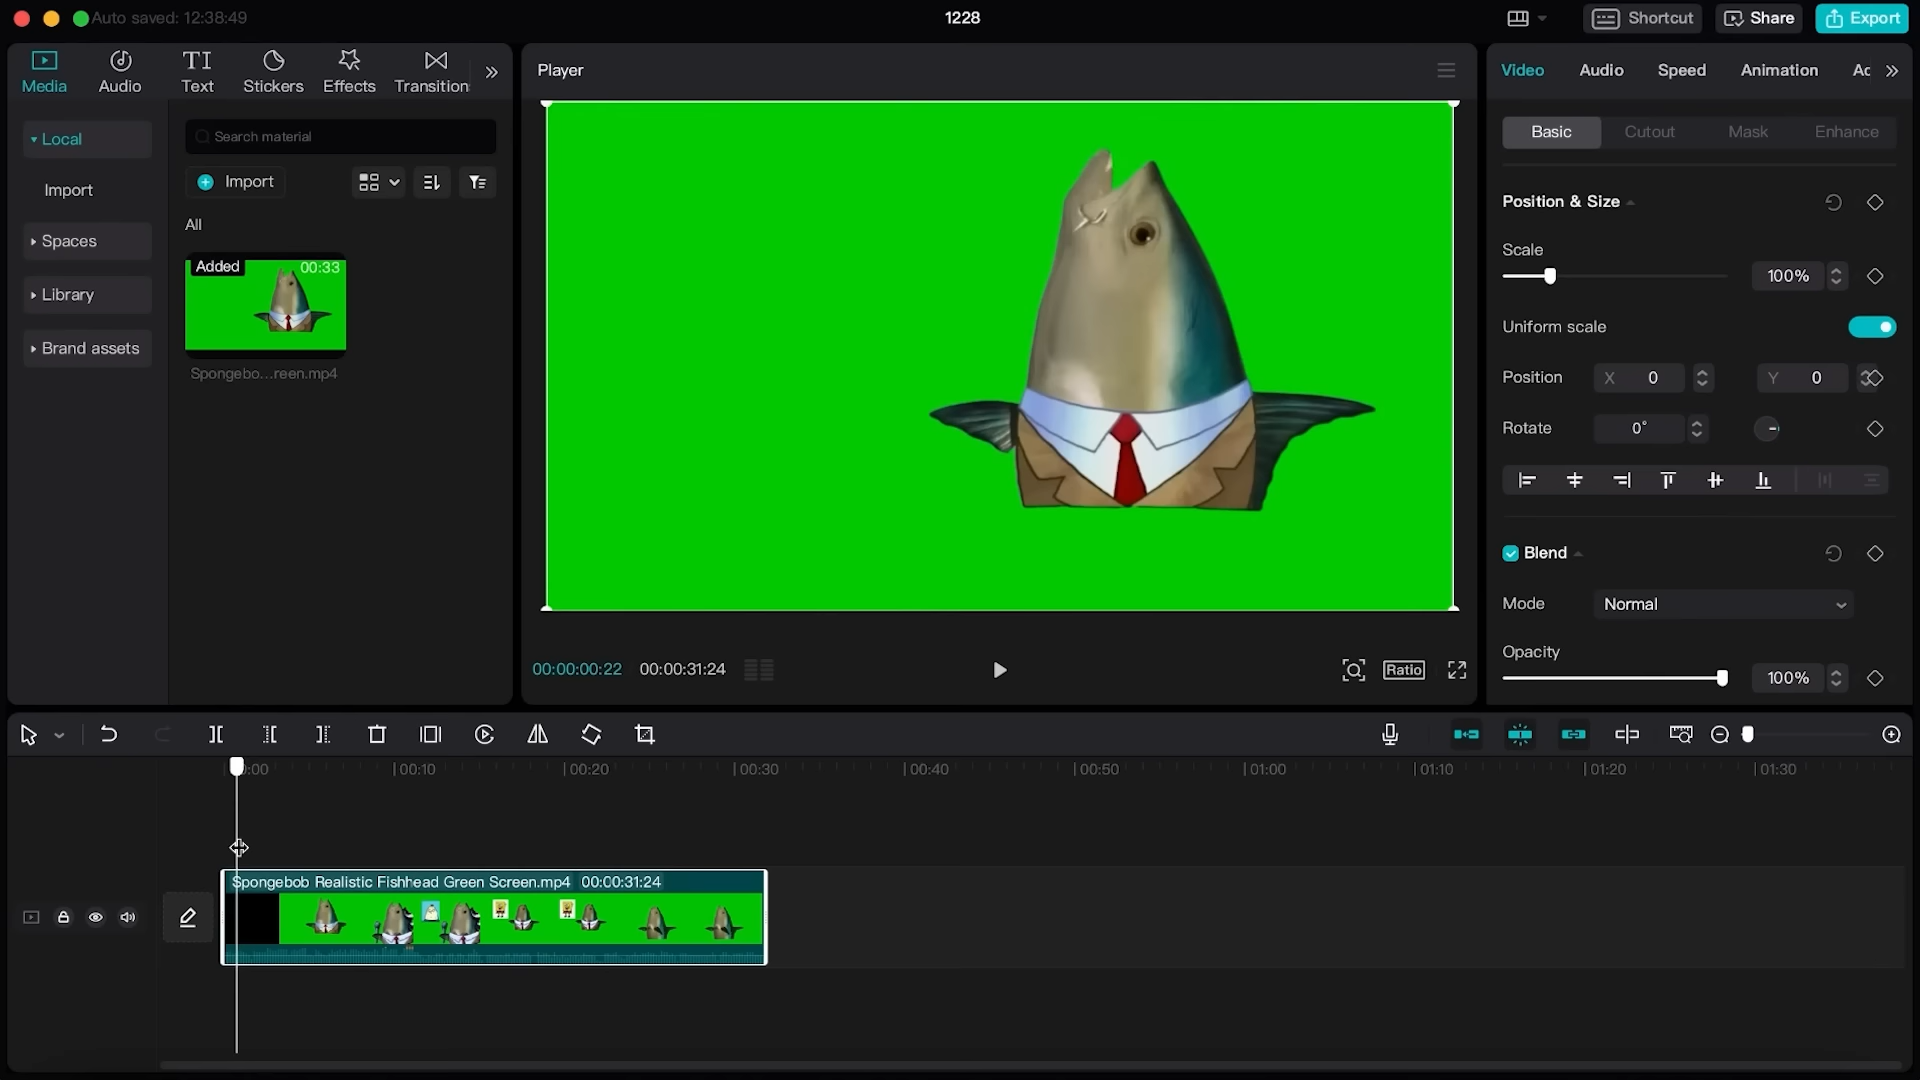 Auto saved: 12:38:49
1228
Shortcut
Share
Export
Media
Audio
TI
Text
Stickers
Effects
Transition
Player
Video
Audio
Speed
Animation
Local
Import
Spaces
Library
Brand assets
Search material
Import
All
Added
00:33
Spongebo...reen.mp4
Basic
Cutout
Mask
Enhance
Position & Size
Scale
100%
Uniform scale
Position
X 0
Y 0
Rotate
0°
Blend
Mode
Normal
Opacity
100%
00:00:00:22
00:00:31:24
Ratio
00:10
00:20
00:30
00:40
00:50
01:00
01:10
01:20
01:30
Spongebob Realistic Fishhead Green Screen.mp4 00:00:31:24